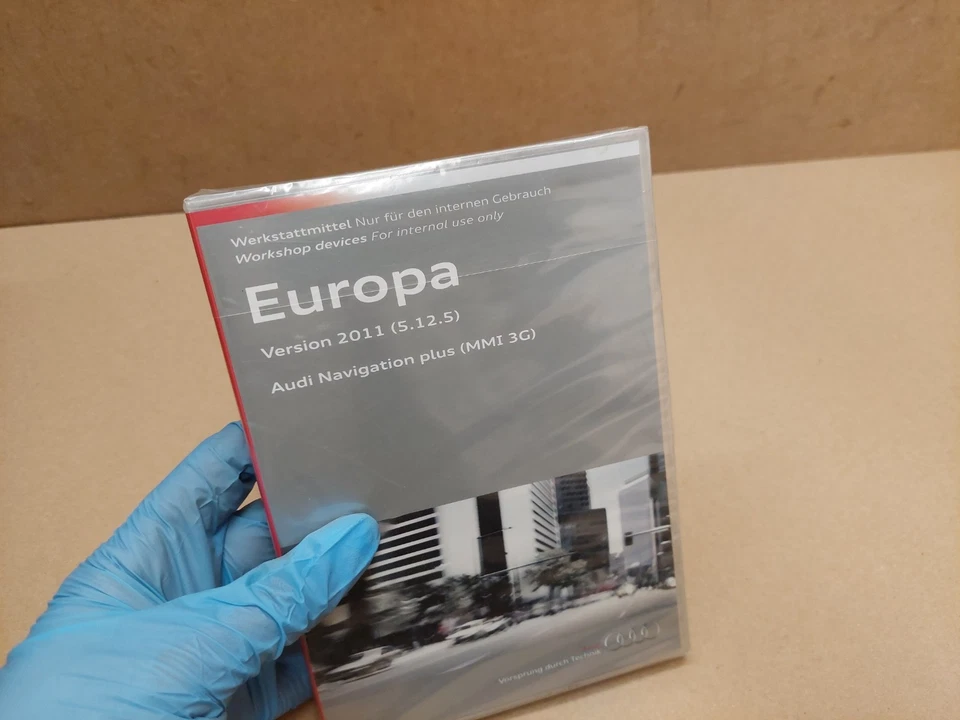 Werkstattmittel Nur für den internen Gebrauch
Workshop devices For internal use only
Europa
Version 2011 (5.12.5)
Audi Navigation plus (MMI 3G)
Vorsprung durch Technik